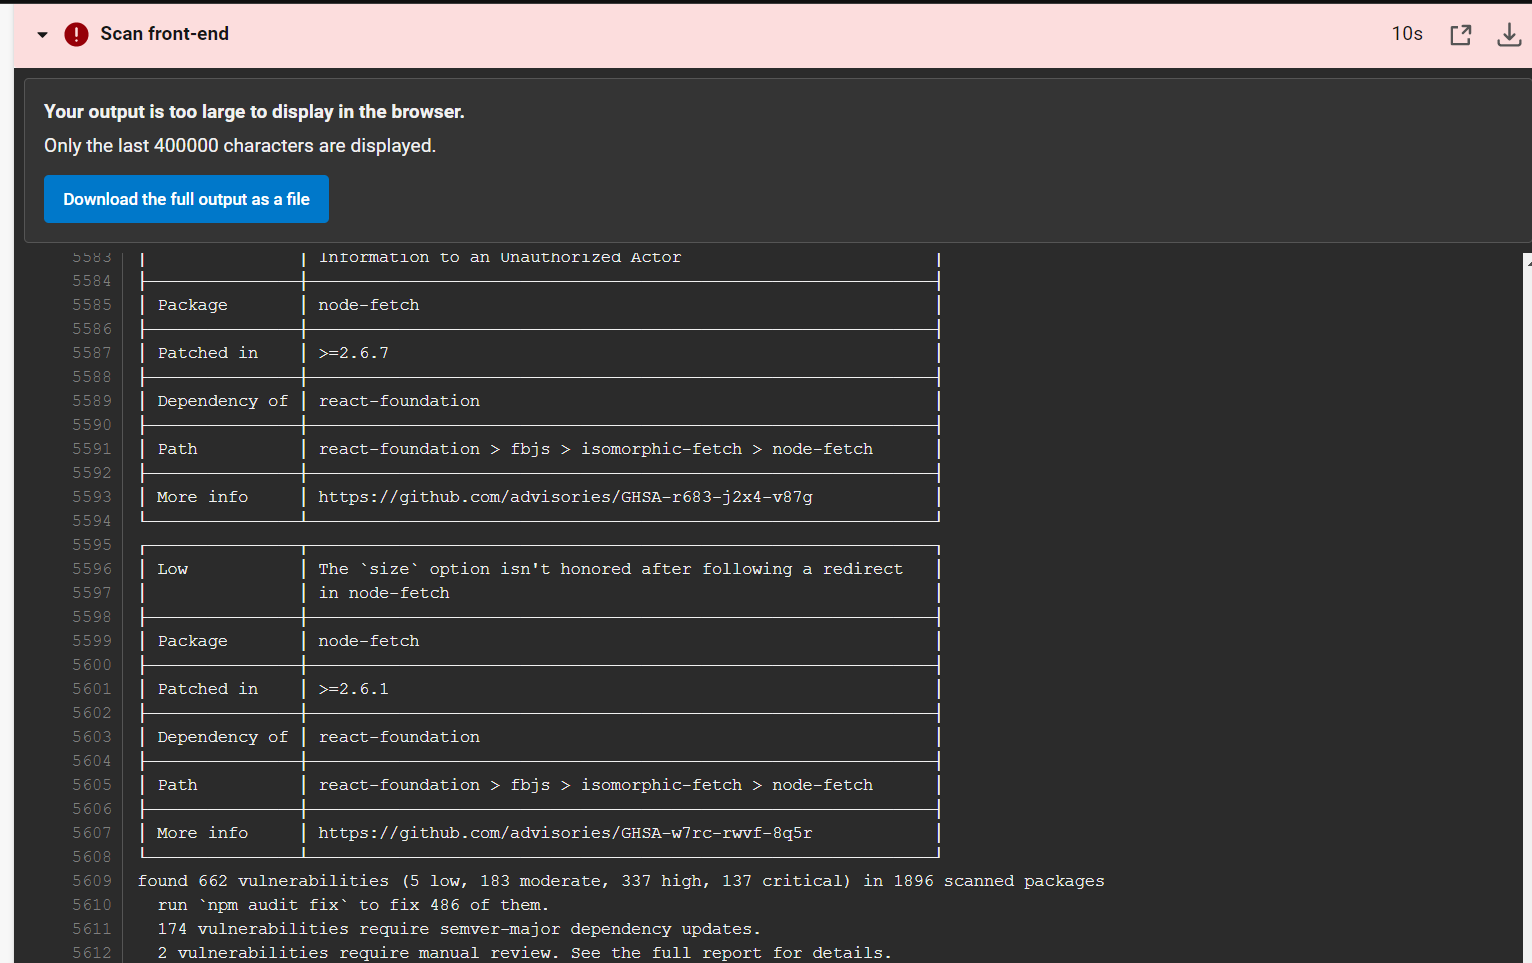 Scan front-end 10s
Your output is too large to display in the browser.
Only the last 400000 characters are displayed.
Download the full output as a file
5583 Information to an Unauthorized Actor
5584
5585 Package node-fetch
5586
5587 Patched in >=2.6.7
5588
5589 Dependency of react-foundation
5590
5591 Path react-foundation > fbjs > isomorphic-fetch > node-fetch
5592
5593 More info https://github.com/advisories/GHSA-r683-j2x4-v87g
5594
5595
5596 Low The `size` option isn't honored after following a redirect
5597 in node-fetch
5598
5599 Package node-fetch
5600
5601 Patched in >=2.6.1
5602
5603 Dependency of react-foundation
5604
5605 Path react-foundation > fbjs > isomorphic-fetch > node-fetch
5606
5607 More info https://github.com/advisories/GHSA-w7rc-rwvf-8q5r
5608
5609 found 662 vulnerabilities (5 low, 183 moderate, 337 high, 137 critical) in 1896 scanned packages
5610 run `npm audit fix` to fix 486 of them.
5611 174 vulnerabilities require semver-major dependency updates.
5612 2 vulnerabilities require manual review. See the full report for details.